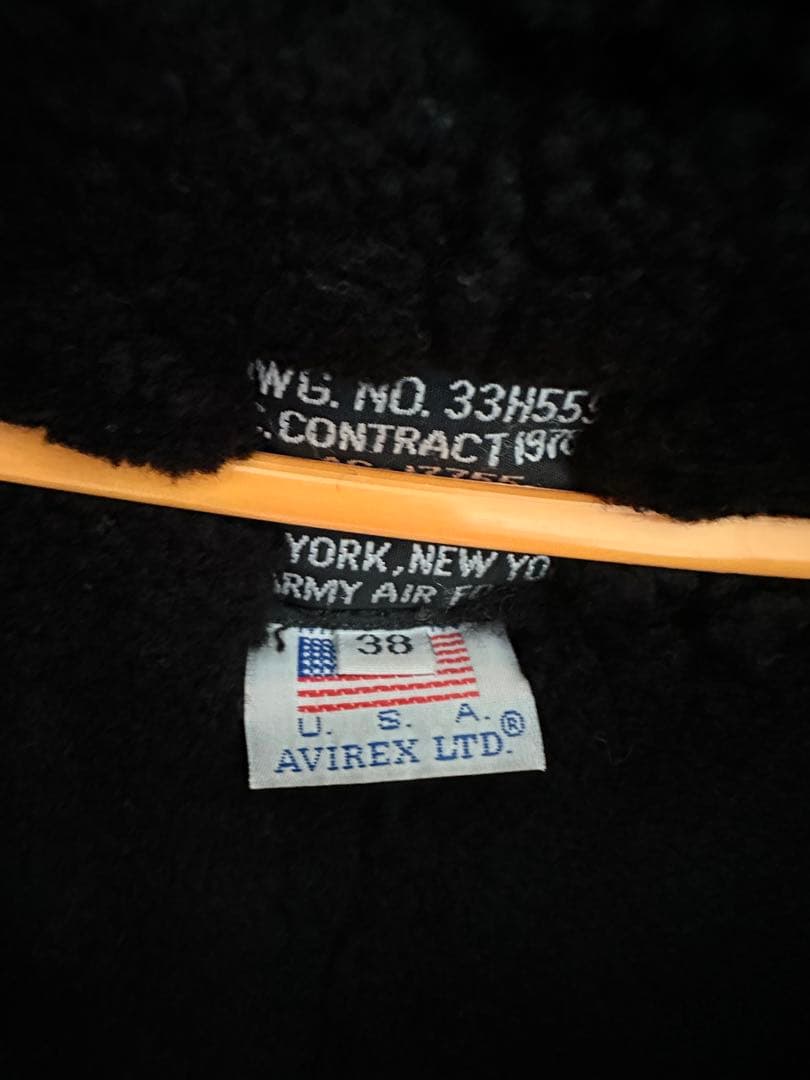 WG. NO. 33H55
CONTRACT 197
YORK, NEW YO
ARMY AIR
38
U. S. A.
AVIREX LTD.®